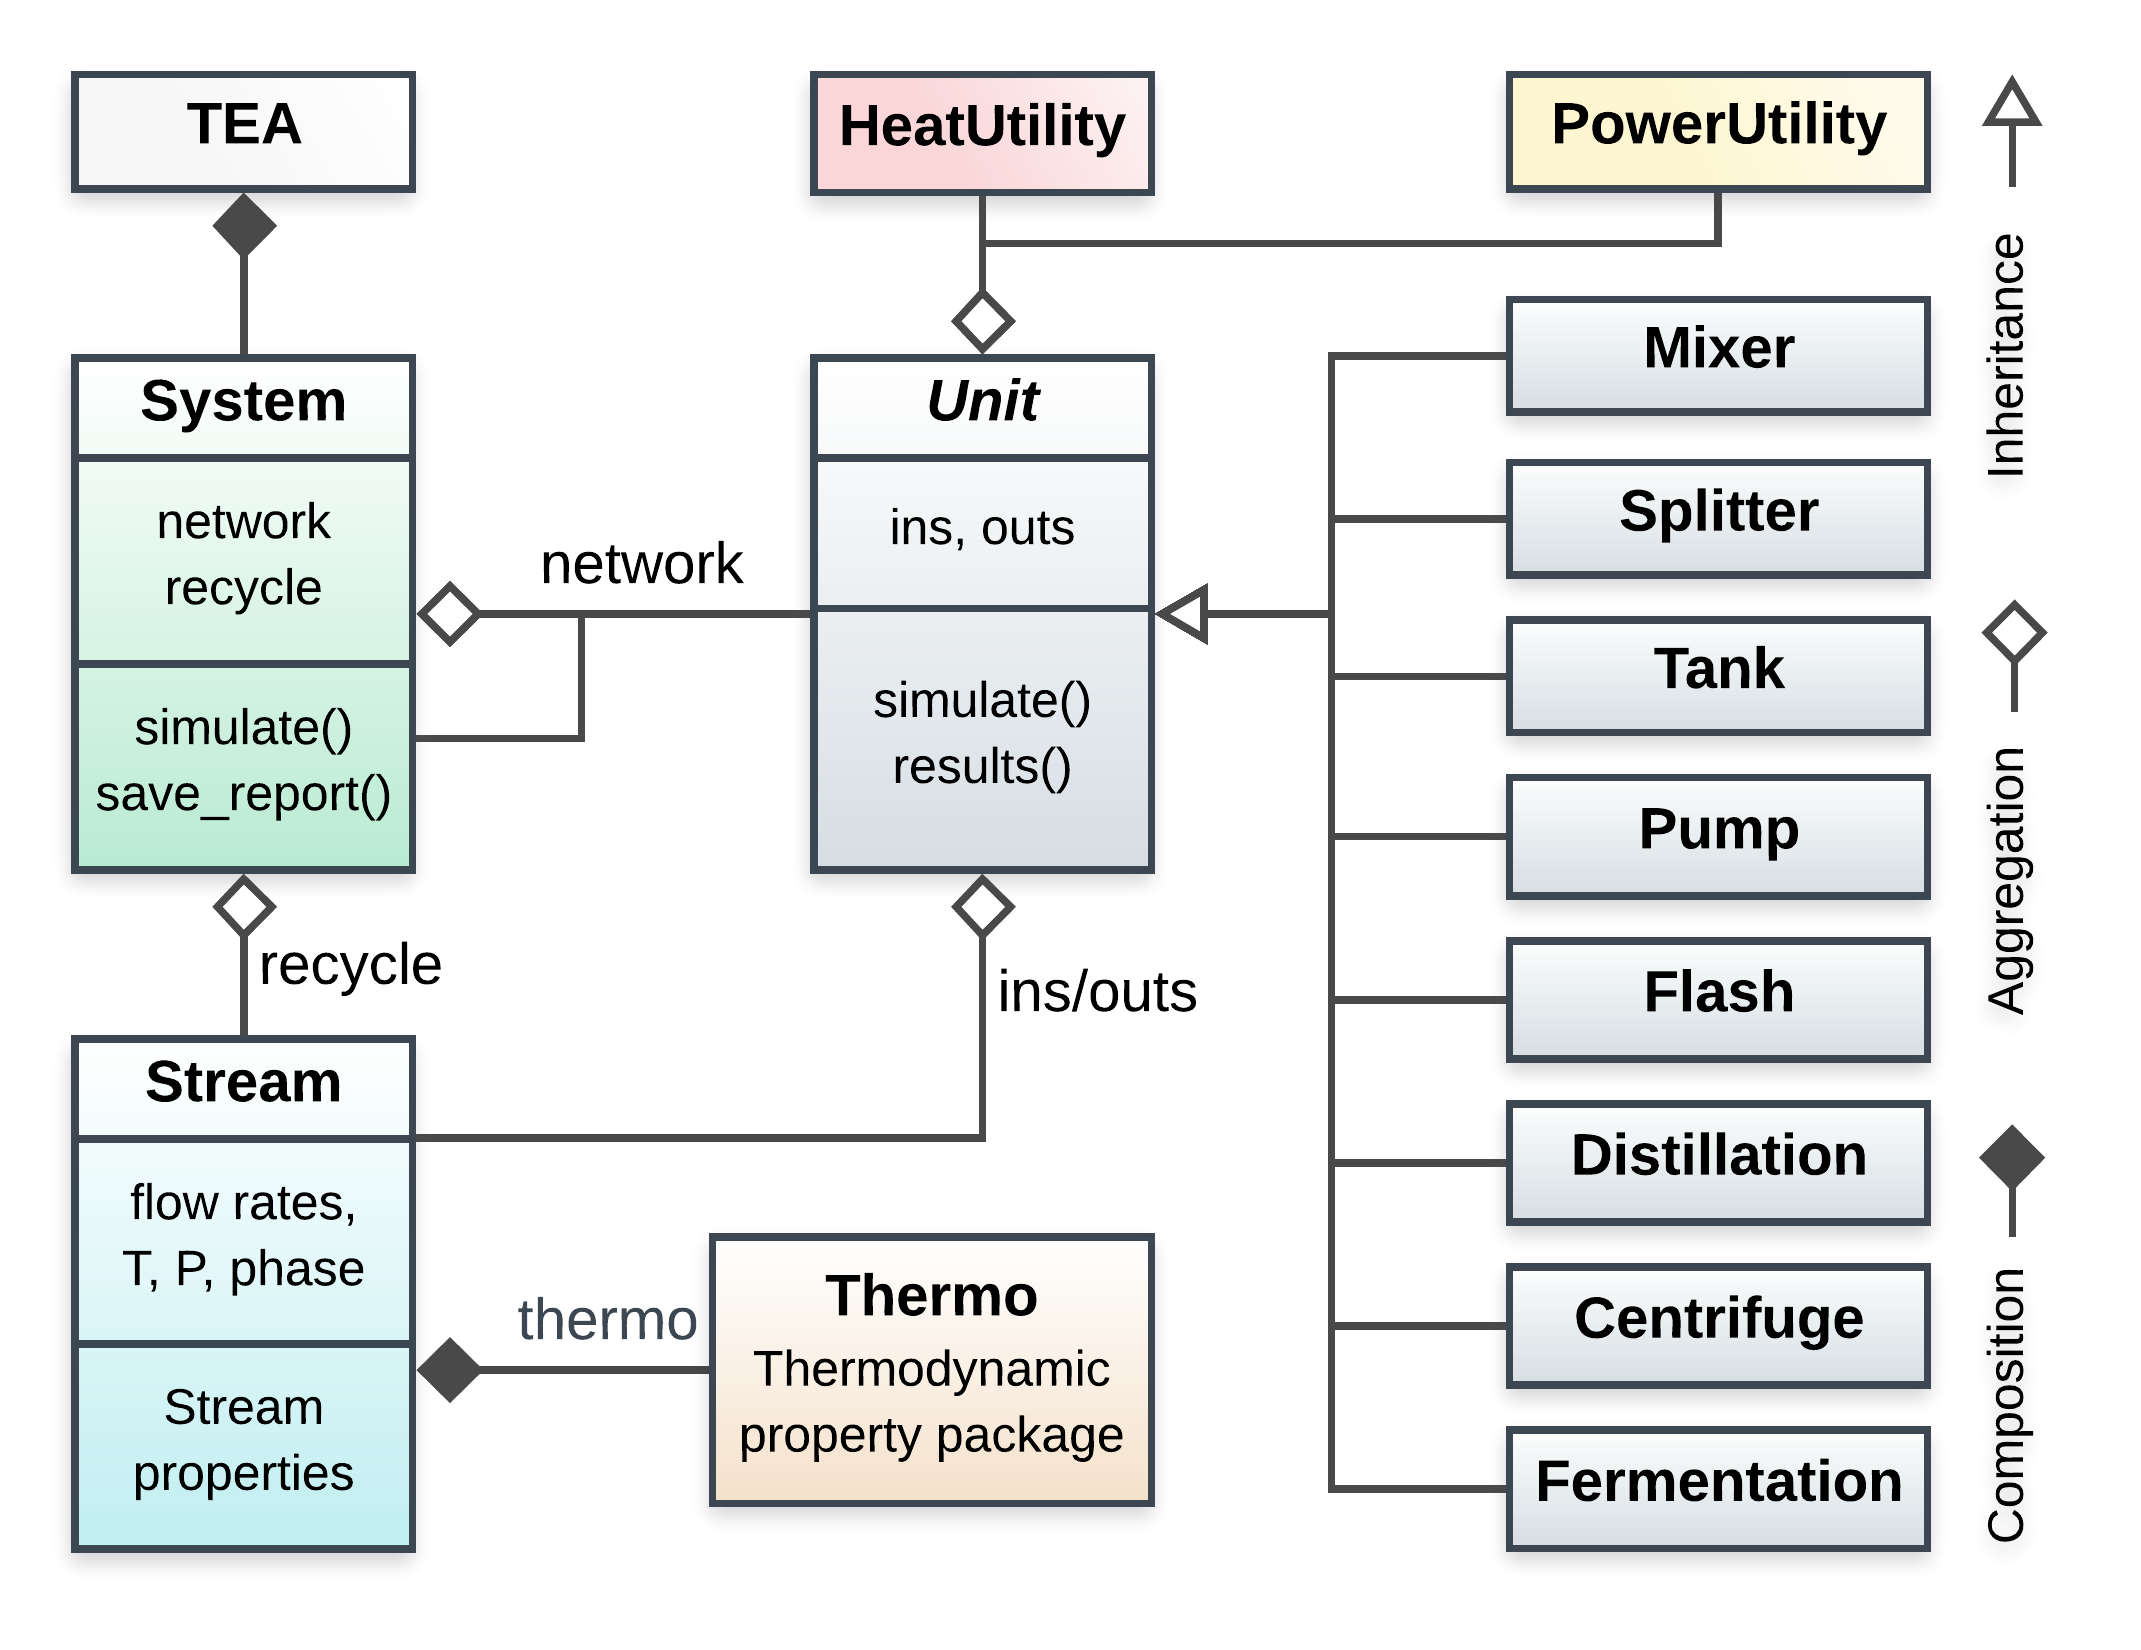 TEA
HeatUtility
PowerUtility
System
network
recycle
simulate()
save_report()
network
Unit
ins, outs
simulate()
results()
Mixer
Splitter
Tank
Pump
Flash
Distillation
Centrifuge
Fermentation
recycle
ins/outs
Stream
flow rates,
T, P, phase
Stream
properties
thermo
Thermo
Thermodynamic
property package
Inheritance
Aggregation
Composition